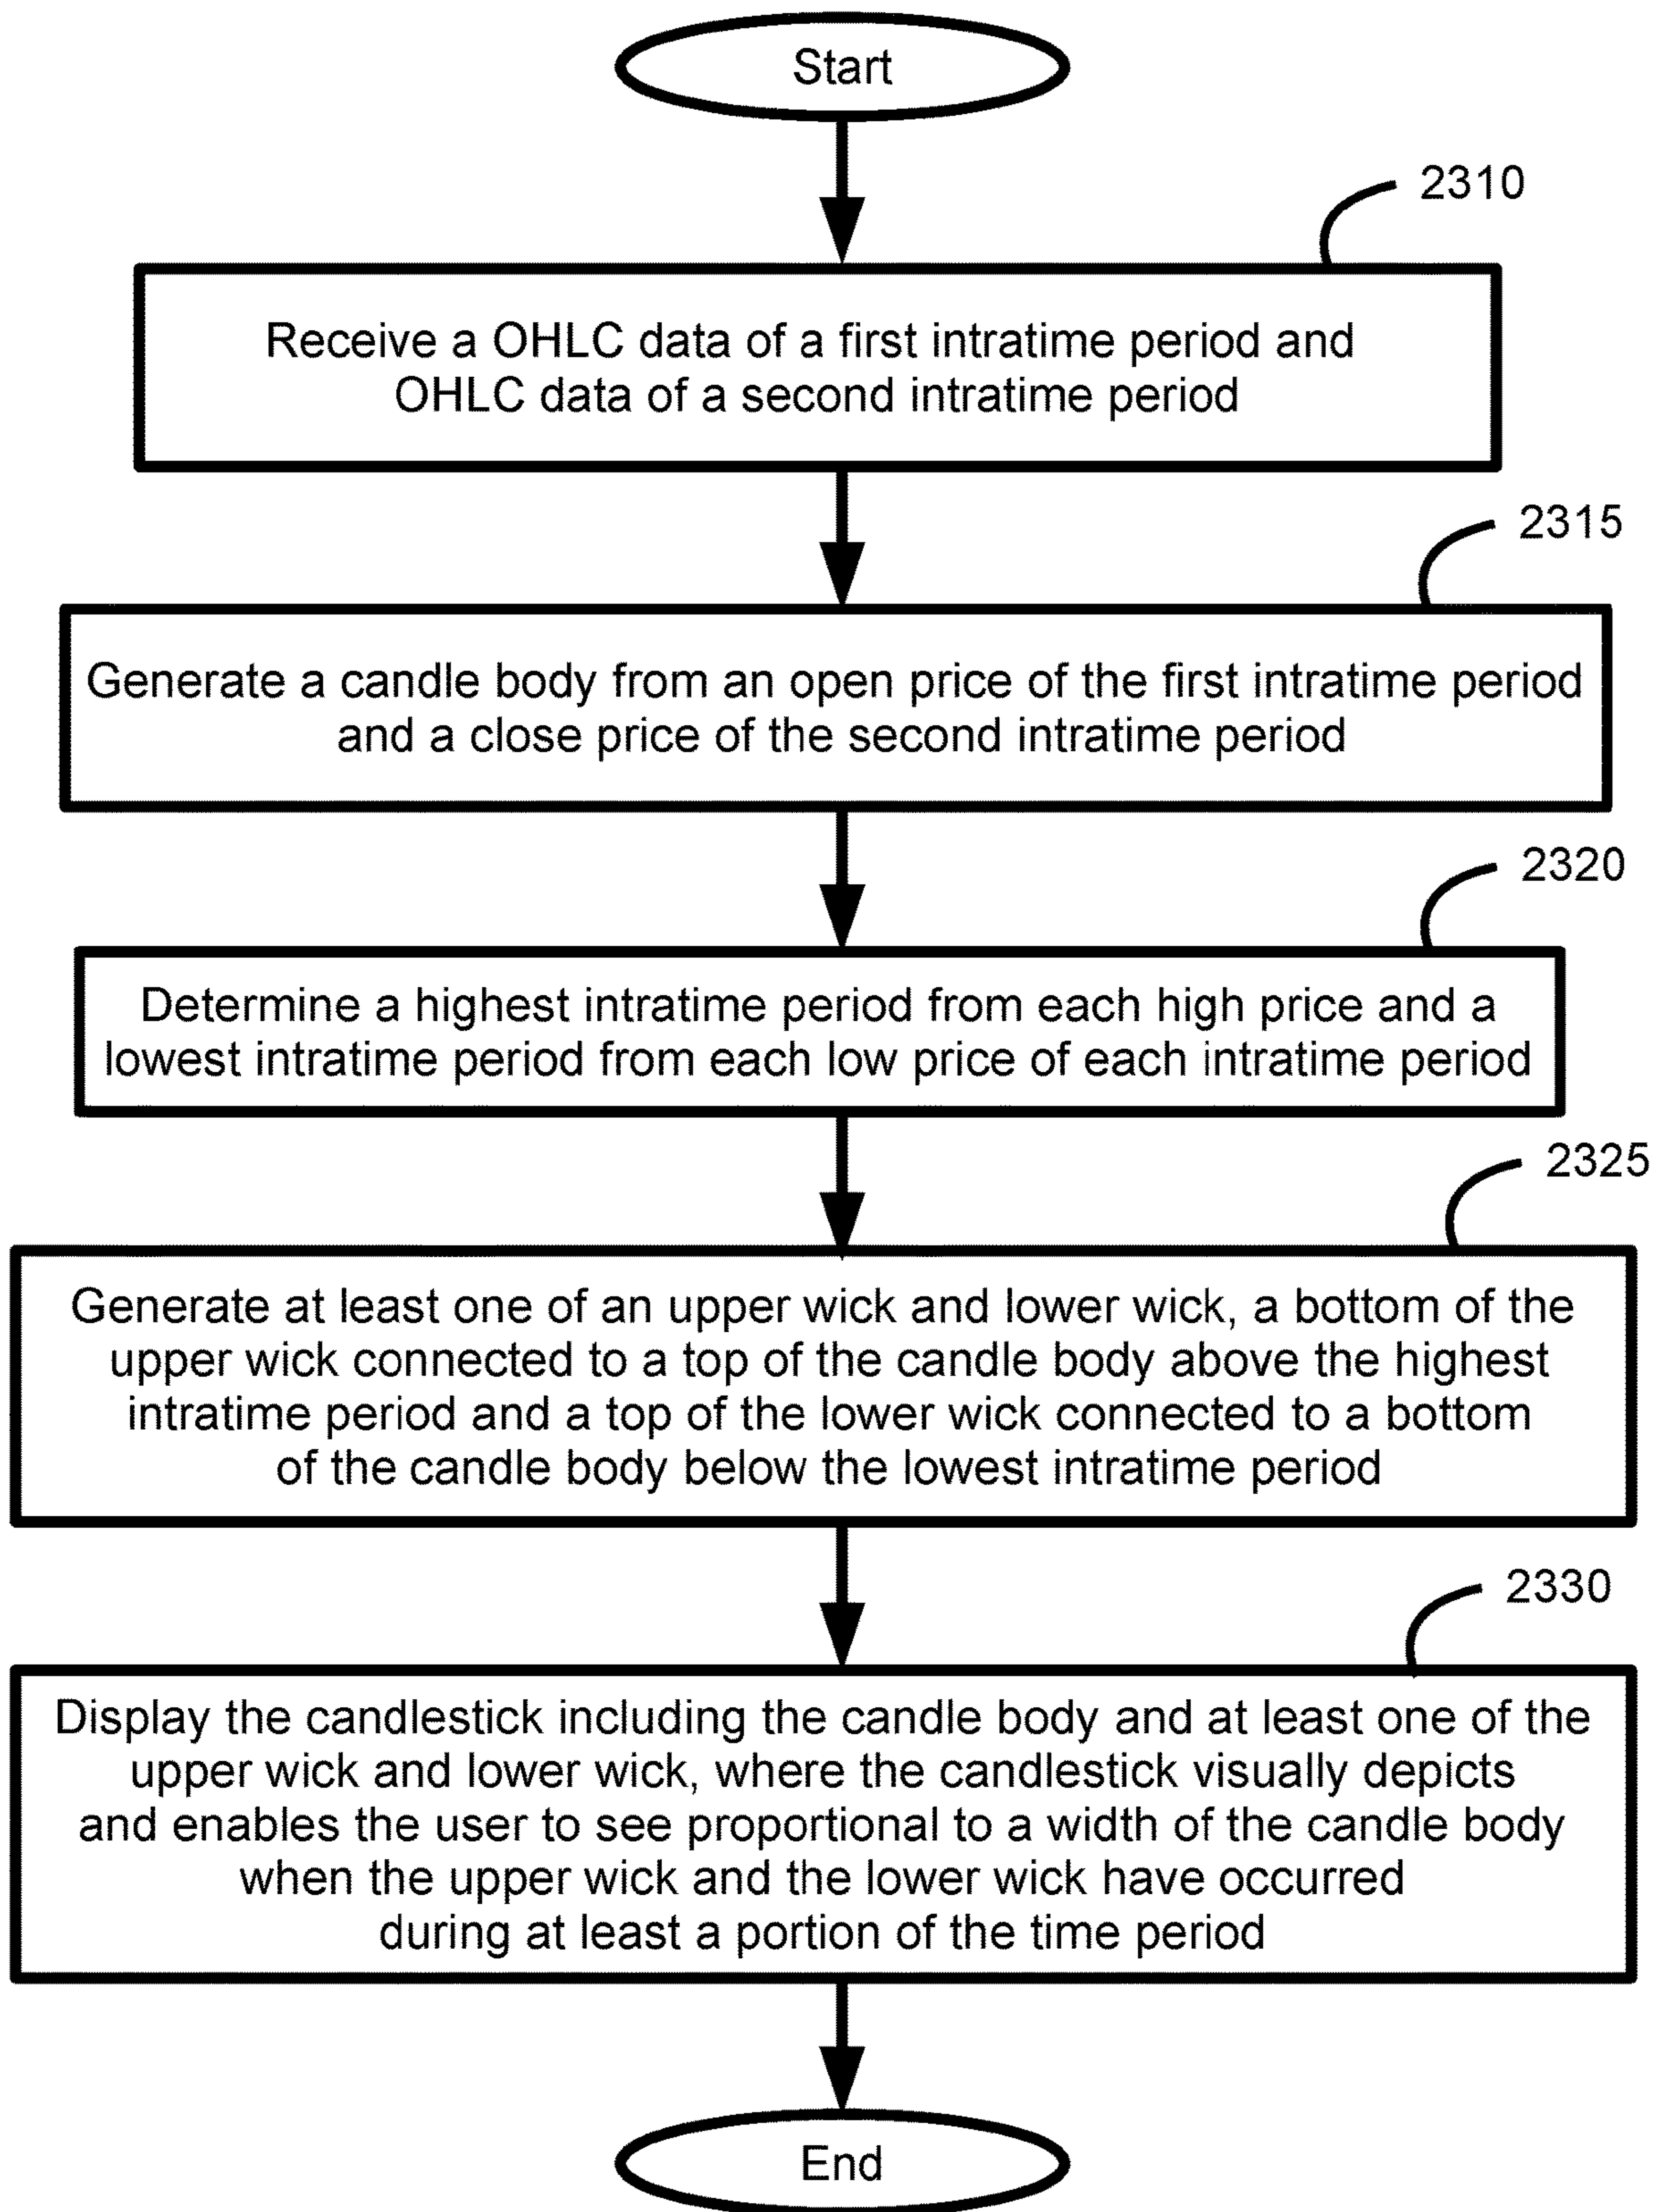 Start
2310
Receive a OHLC data of a first intratime period and
OHLC data of a second intratime period
2315
Generate a candle body from an open price of the first intratime period
and a close price of the second intratime period
2320
Determine a highest intratime period from each high price and a
lowest intratime period from each low price of each intratime period
2325
Generate at least one of an upper wick and lower wick, a bottom of the
upper wick connected to a top of the candle body above the highest
intratime period and a top of the lower wick connected to a bottom
of the candle body below the lowest intratime period
2330
Display the candlestick including the candle body and at least one of the
upper wick and lower wick, where the candlestick visually depicts
and enables the user to see proportional to a width of the candle body
when the upper wick and the lower wick have occurred
during at least a portion of the time period
End